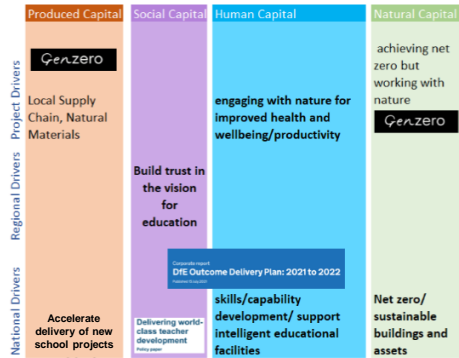 Produced Capital
Social Capital
Human Capital
Natural Capital
Project Drivers
GenZero
Local Supply
Chain, Natural
Materials
engaging with nature for
improved health and
wellbeing/productivity
achieving net
zero but
working with
nature
GenZero
Regional Drivers
Build trust in
the vision
for
education
National Drivers
Corporate report
DfE Outcome Delivery Plan: 2021 to 2022
Accelerate
delivery of new
school projects
Delivering world-
class teacher
development
Policy paper
skills/capability
development/ support
intelligent educational
facilities
Net zero/
sustainable
buildings and
assets